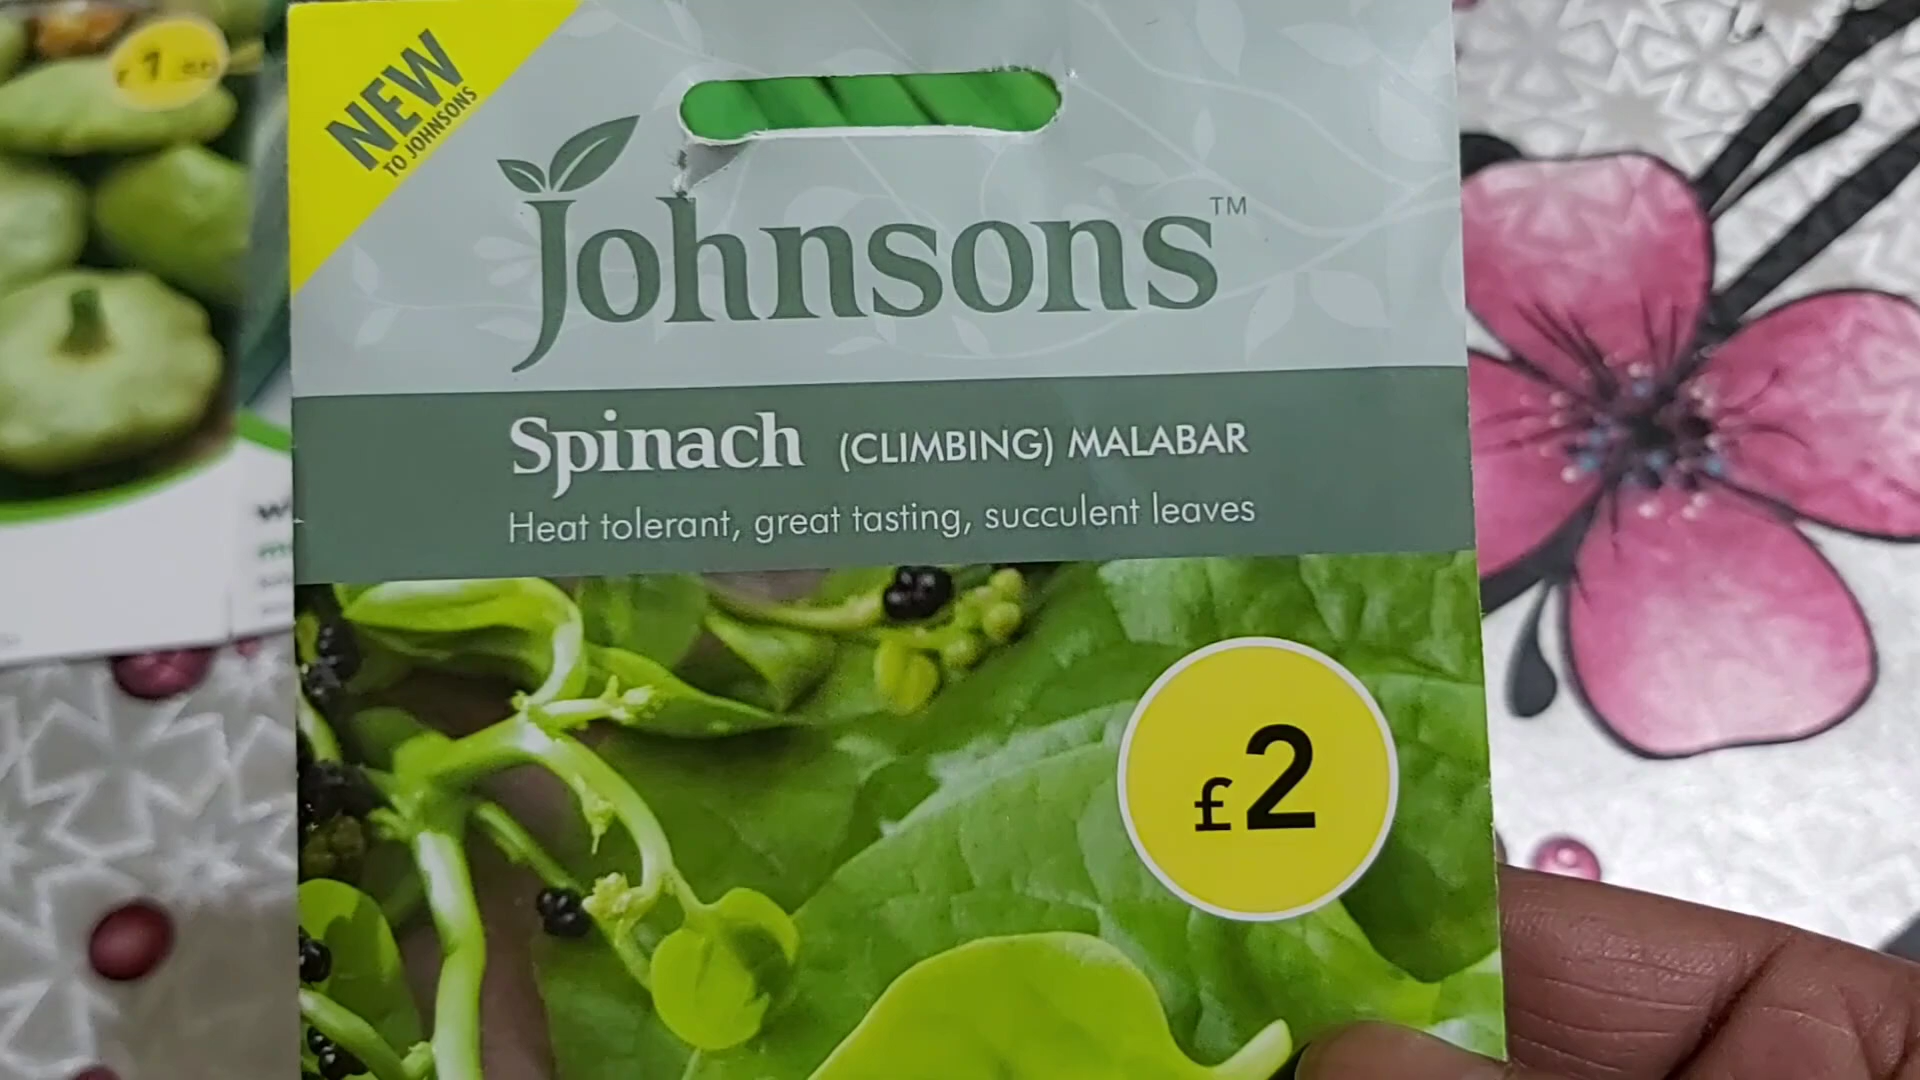 NEW
TO JOHNSONS
Johnsons™
Spinach (CLIMBING) MALABAR
Heat tolerant, great tasting, succulent leaves
£2